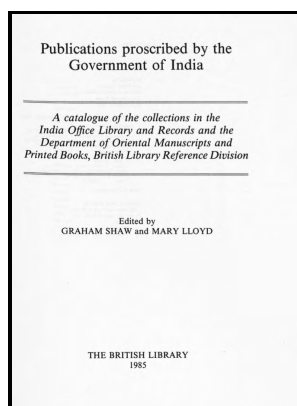 Publications proscribed by the
Government of India
A catalogue of the collections in the
India Office Library and Records and the
Department of Oriental Manuscripts and
Printed Books, British Library Reference Division
Edited by
GRAHAM SHAW and MARY LLOYD
THE BRITISH LIBRARY
1985